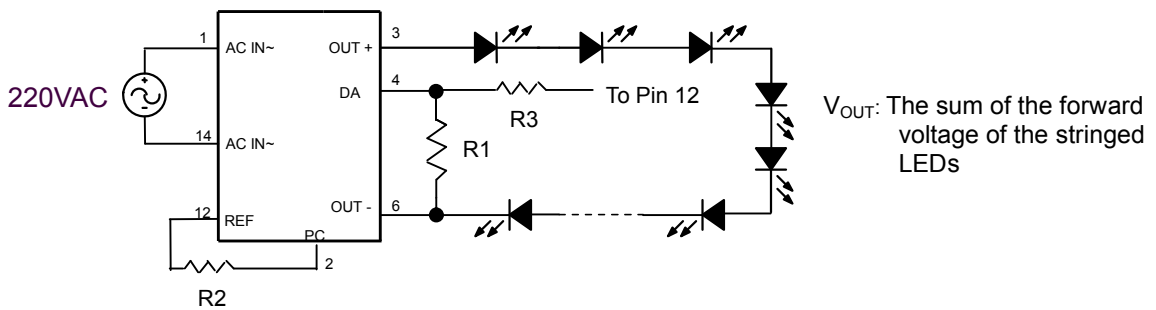 220VAC
1
AC IN~
14
AC IN~
12
REF
PC
2
R2
OUT +
3
DA
4
OUT -
6
R1
R3
To Pin 12
V_OUT: The sum of the forward
voltage of the stringed
LEDs